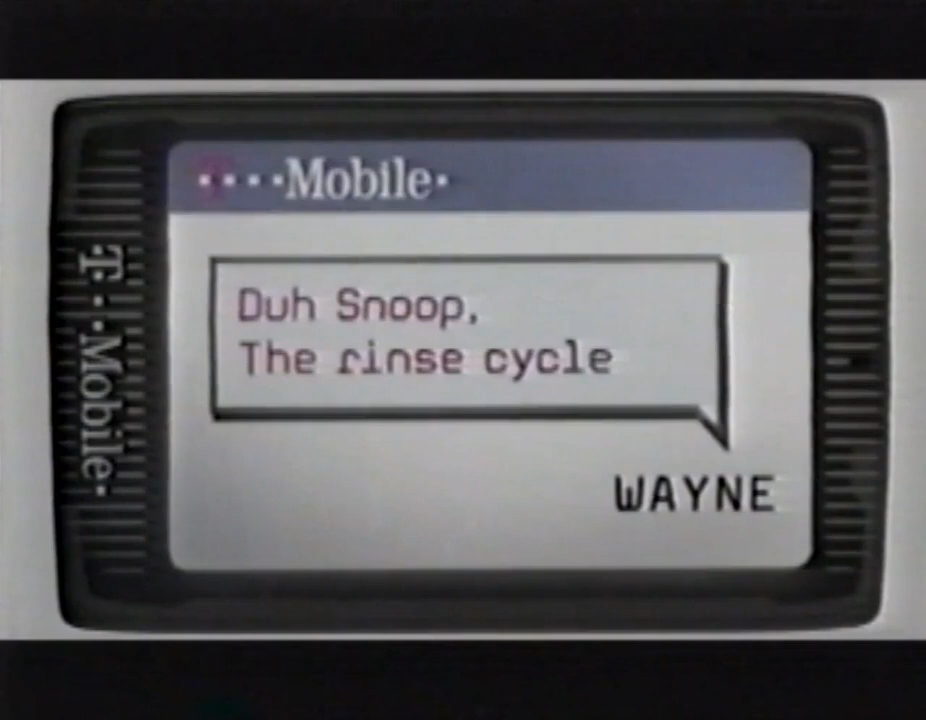 T··Mobile·
T···Mobile·
Duh Snoop,
The rinse cycle
WAYNE